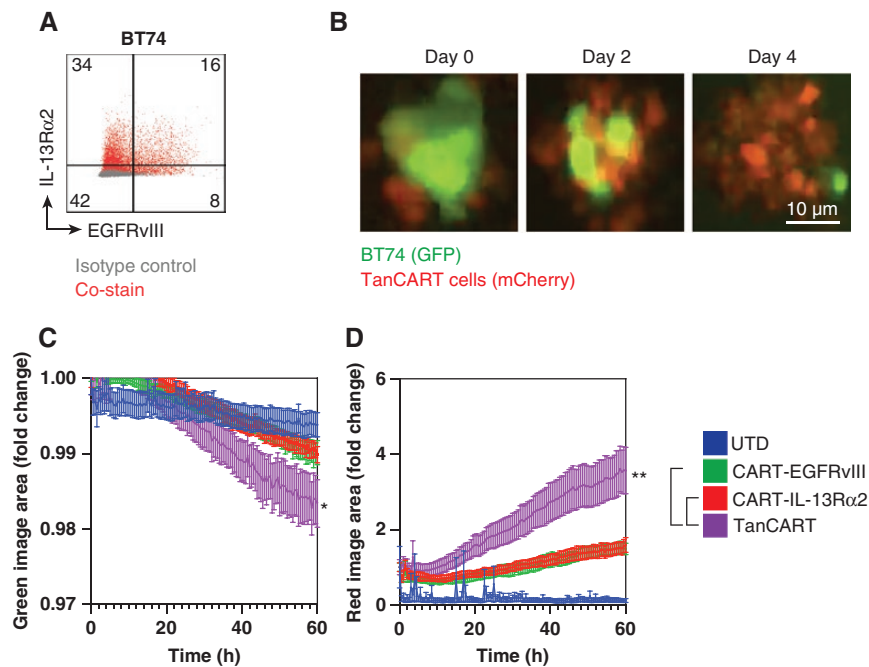 A
BT74
34
16
42
8
IL-13Rα2
EGFRvIII
Isotype control
Co-stain
B
Day 0
Day 2
Day 4
10 µm
BT74 (GFP)
TanCART cells (mCherry)
C
Green image area (fold change)
1.00
0.99
0.98
0.97
*
0
20
40
60
Time (h)
D
Red image area (fold change)
6
4
2
0
**
0
20
40
60
Time (h)
UTD
CART-EGFRvIII
CART-IL-13Rα2
TanCART